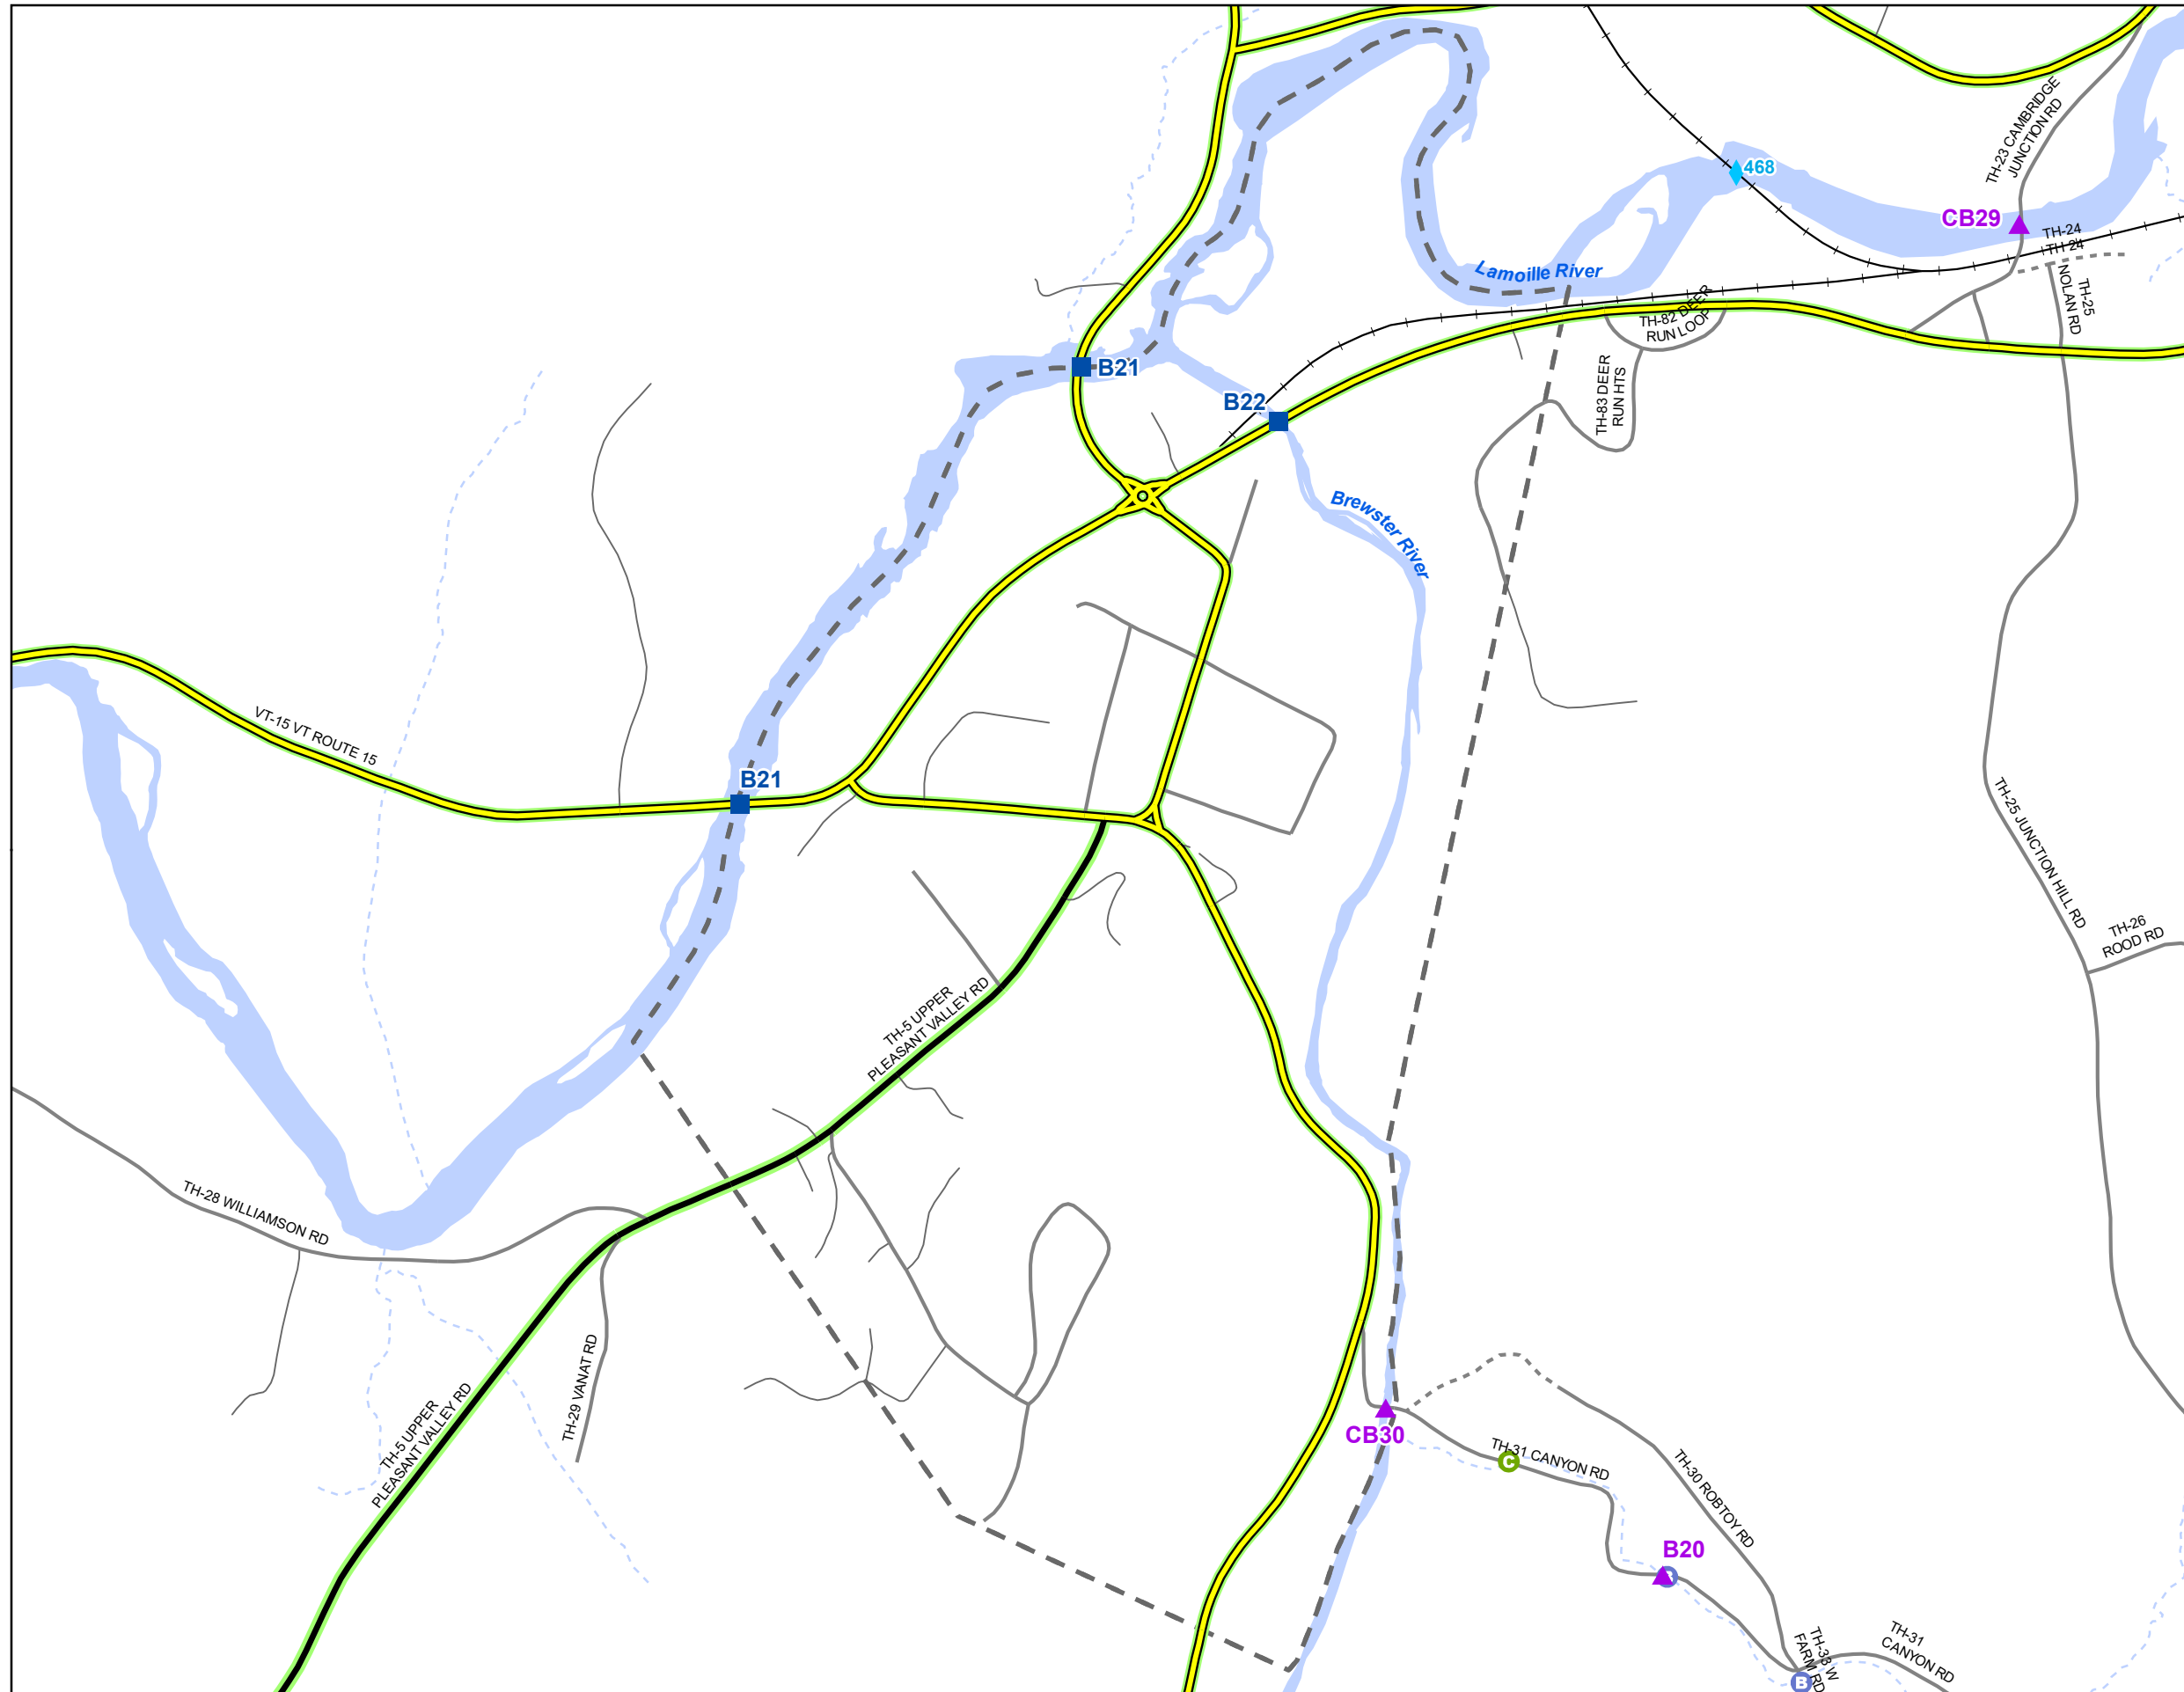 468
TH-23 CAMBRIDGE
JUNCTION RD
CB29
TH-24
TH-24
Lamoille River
TH-25
NOLAN RD
TH-82 DEER
RUN LOOP
B21
B22
TH-83 DEER
RUN HTS
Brewster River
VT-15 VT ROUTE 15
B21
TH-25 JUNCTION HILL RD
TH-26
ROOD RD
TH-5 UPPER
PLEASANT VALLEY RD
TH-28 WILLIAMSON RD
TH-29 VANAT RD
TH-5 UPPER
PLEASANT VALLEY RD
CB30
TH-31 CANYON RD
C
TH-30 ROBTOY RD
B20
TH-33 W
FARM RD
TH-31
CANYON RD
B